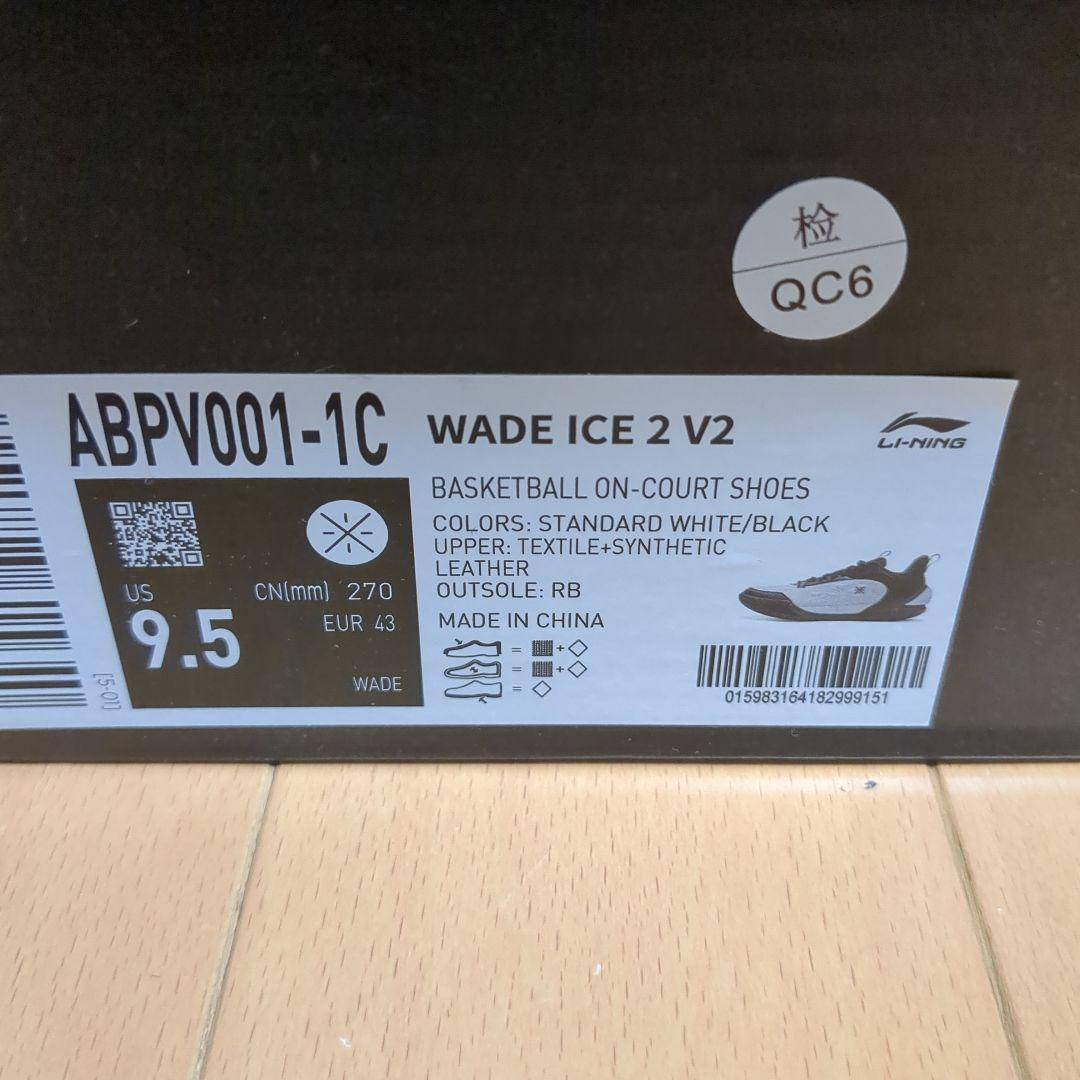 检
QC6
ABPV001-1C
WADE ICE 2 V2
LI-NING
BASKETBALL ON-COURT SHOES
COLORS: STANDARD WHITE/BLACK
UPPER: TEXTILE+SYNTHETIC
LEATHER
OUTSOLE: RB
MADE IN CHINA
US
9.5
CN(mm) 270
EUR 43
WADE
[5-01]
= +
= +
=
015983164182999151